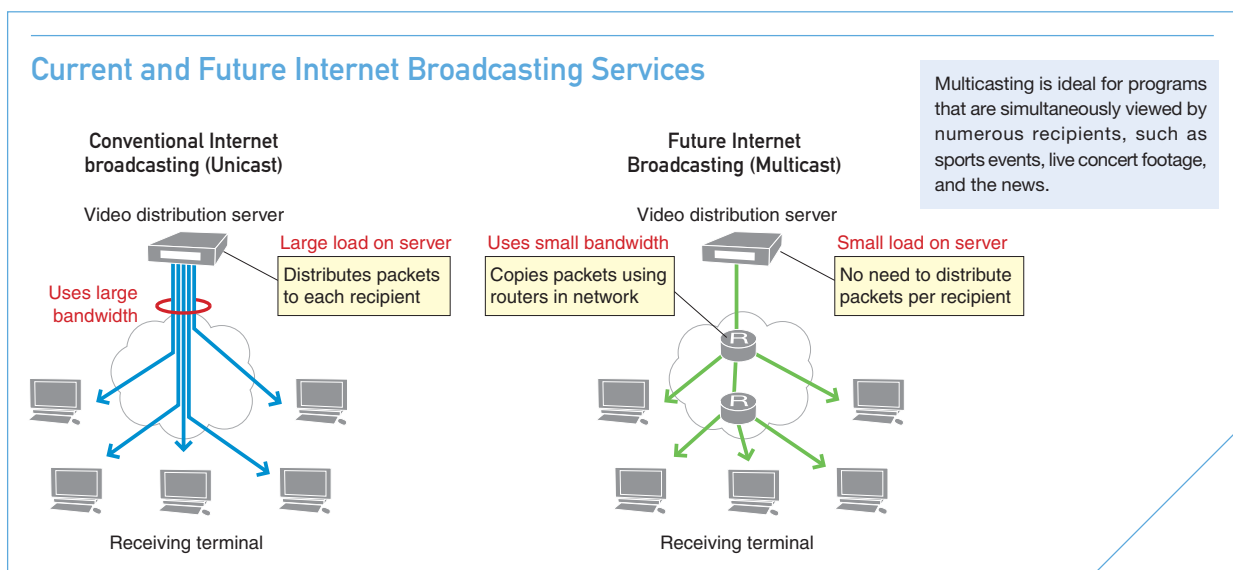 Current and Future Internet Broadcasting Services
Multicasting is ideal for programs
that are simultaneously viewed by
numerous recipients, such as
sports events, live concert footage,
and the news.
Conventional Internet
broadcasting (Unicast)
Video distribution server
Large load on server
Distributes packets
to each recipient
Uses large
bandwidth
Receiving terminal
Future Internet
Broadcasting (Multicast)
Video distribution server
Uses small bandwidth
Copies packets using
routers in network
Small load on server
No need to distribute
packets per recipient
R
R
Receiving terminal